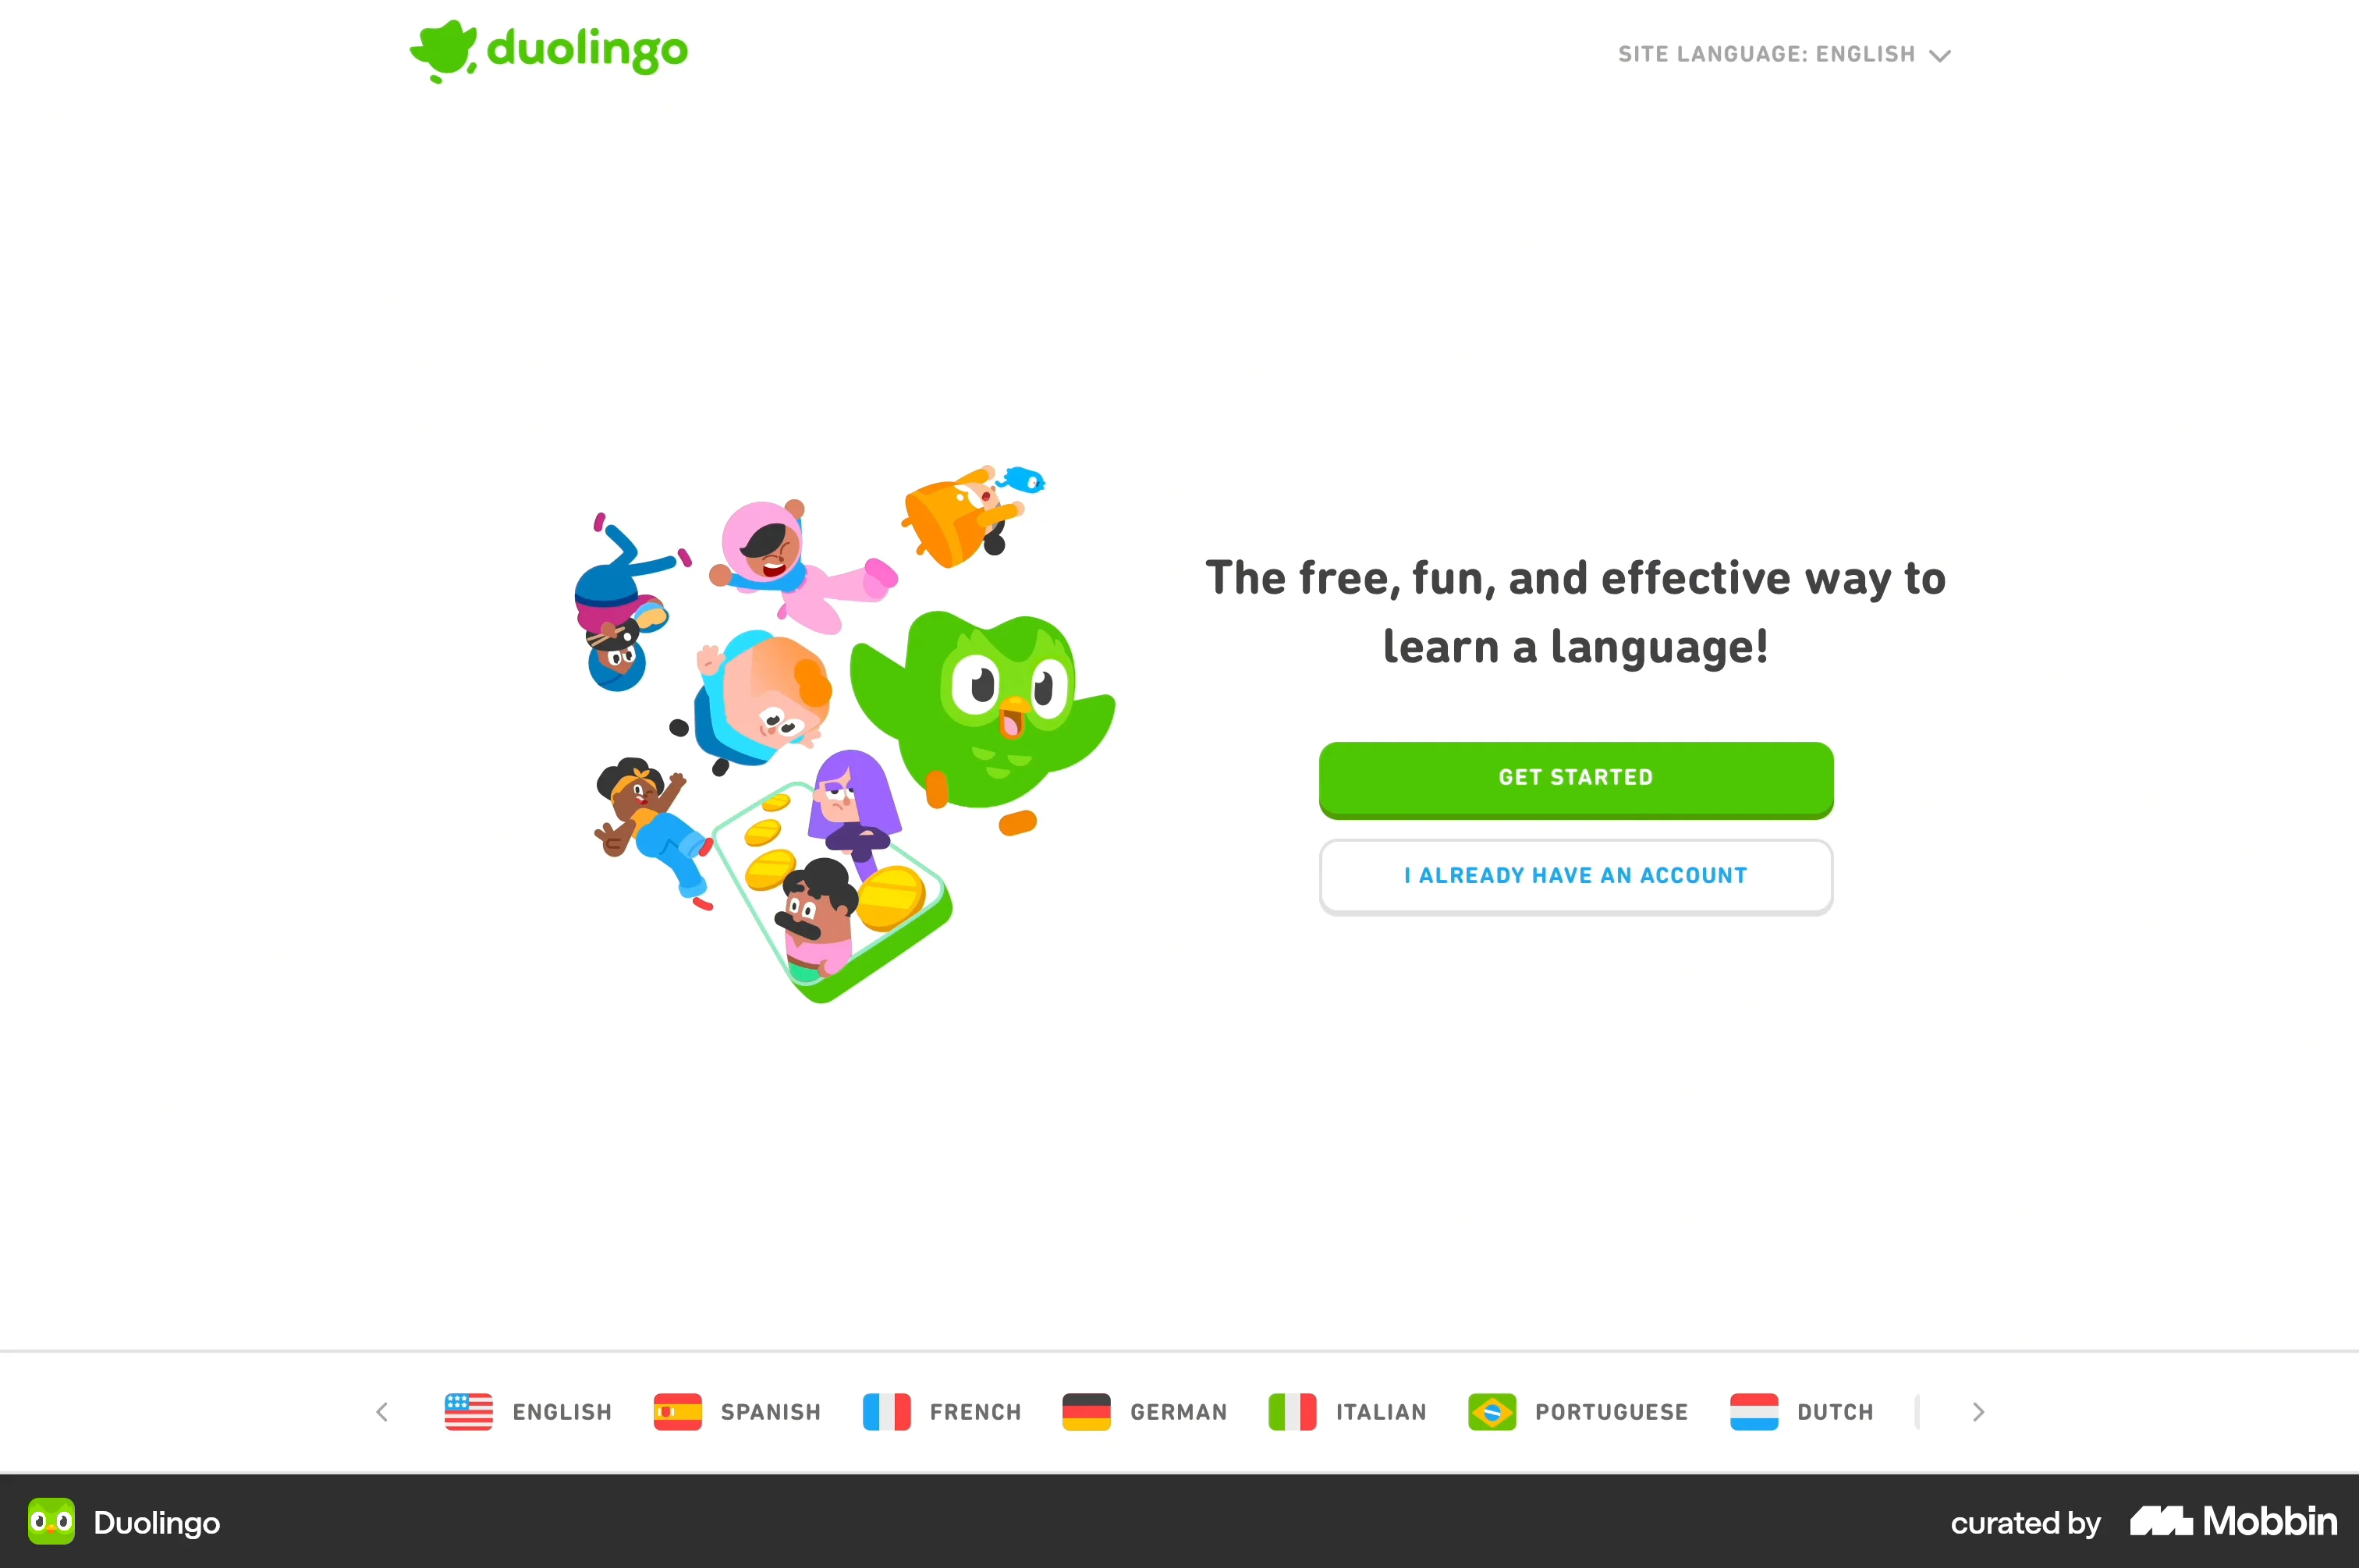 duolingo
SITE LANGUAGE: ENGLISH
The free, fun, and effective way to
learn a language!
GET STARTED
I ALREADY HAVE AN ACCOUNT
ENGLISH SPANISH FRENCH GERMAN ITALIAN PORTUGUESE DUTCH
Duolingo
curated by Mobbin